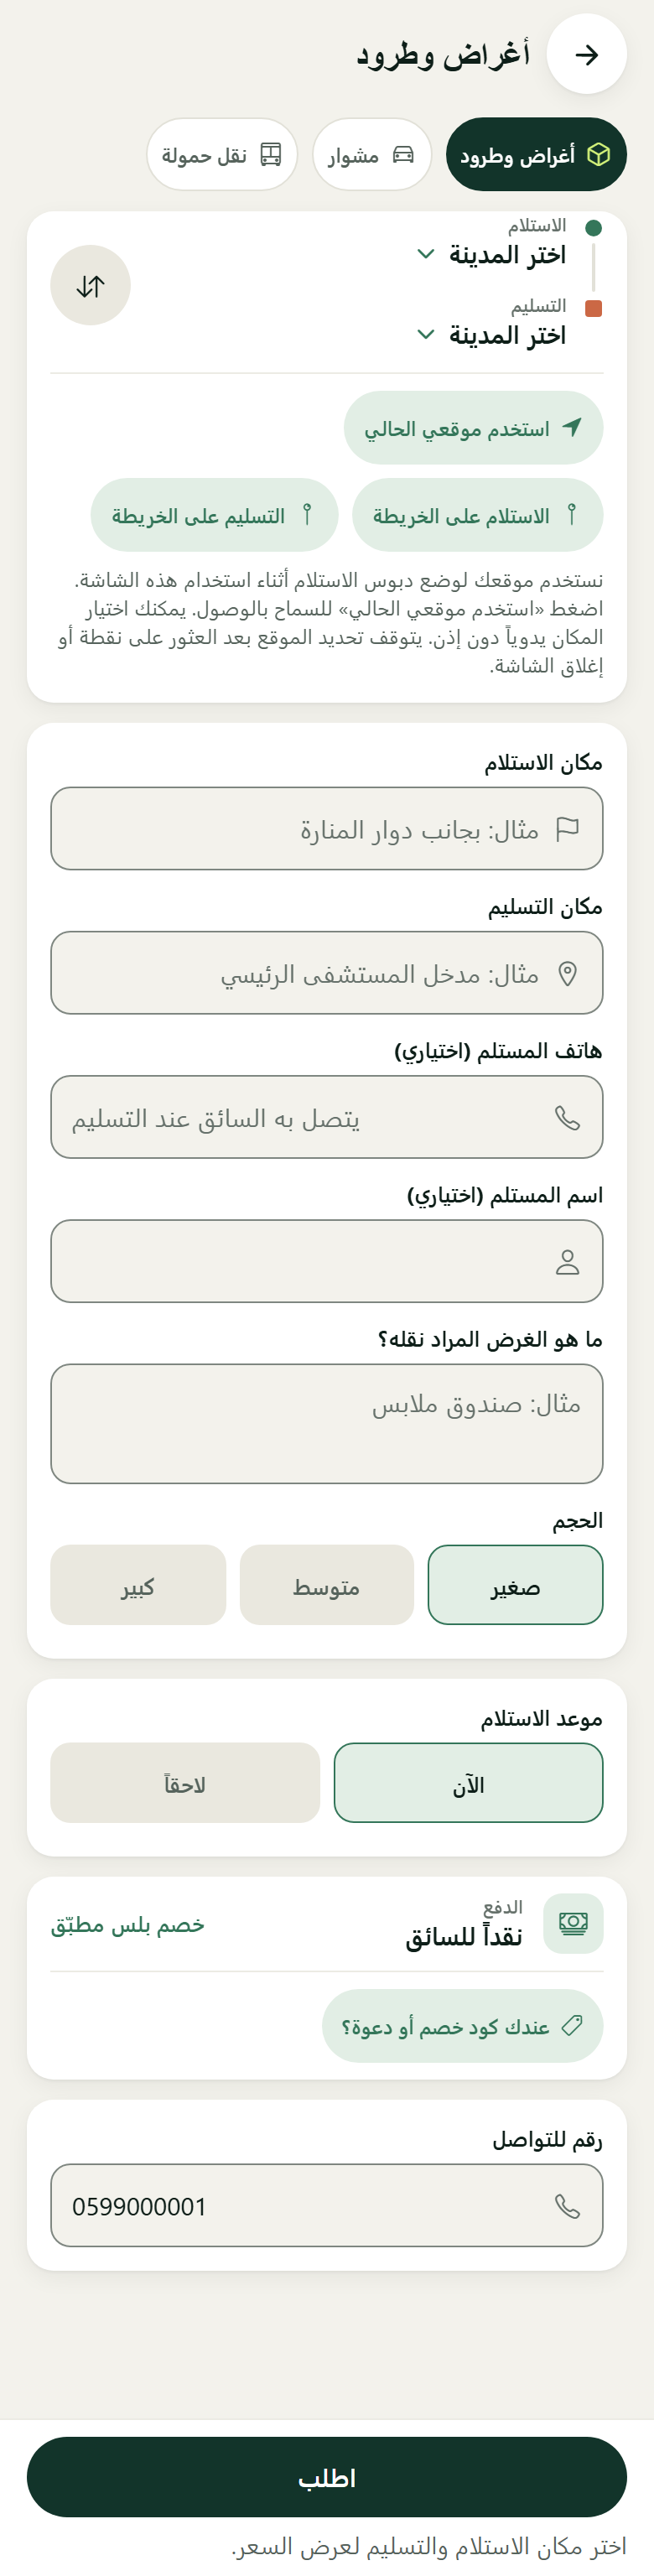 أغراض وطرود
أغراض وطرود
مشوار
نقل حمولة
الاستلام
اختر المدينة
التسليم
اختر المدينة
استخدم موقعي الحالي
الاستلام على الخريطة
التسليم على الخريطة
نستخدم موقعك لوضع دبوس الاستلام أثناء استخدام هذه الشاشة.
اضغط «استخدم موقعي الحالي» للسماح بالوصول. يمكنك اختيار
المكان يدوياً دون إذن. يتوقف تحديد الموقع بعد العثور على نقطة أو
إغلاق الشاشة.
مكان الاستلام
مثال: بجانب دوار المنارة
مكان التسليم
مثال: مدخل المستشفى الرئيسي
هاتف المستلم (اختياري)
يتصل به السائق عند التسليم
اسم المستلم (اختياري)
ما هو الغرض المراد نقله؟
مثال: صندوق ملابس
الحجم
صغير
متوسط
كبير
موعد الاستلام
الآن
لاحقاً
الدفع
نقداً للسائق
خصم بلس مطبّق
عندك كود خصم أو دعوة؟
رقم للتواصل
0599000001
اطلب
اختر مكان الاستلام والتسليم لعرض السعر.